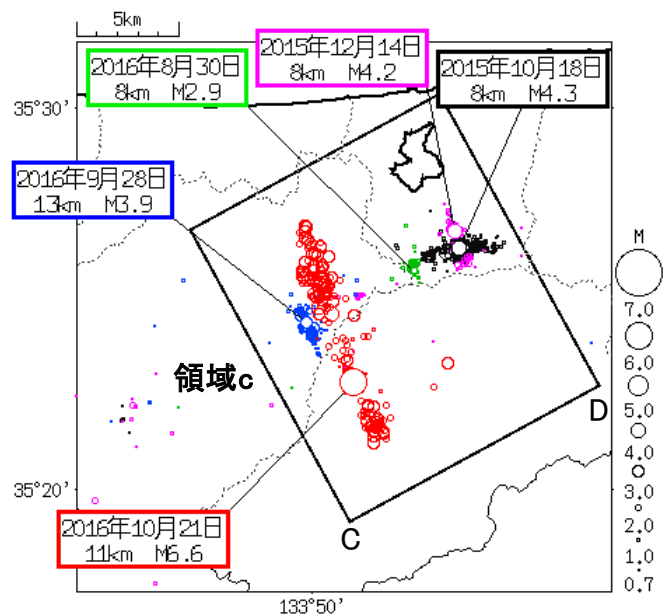 5km
2015年12月14日
8km M4.2
2016年8月30日
8km M2.9
2015年10月18日
8km M4.3
35°30'
2016年9月28日
13km M3.9
M
7.0
6.0
5.0
4.0
3.0
2.0
1.0
0.7
領域c
D
35°20'
C
2016年10月21日
11km M6.6
133°50'